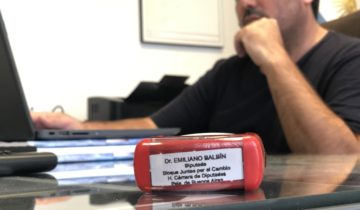 Dr. EMILIANO BALBÍN
Diputado
Bloque Juntos por el Cambio
H. Cámara de Diputados
Pcia. de Buenos Aires